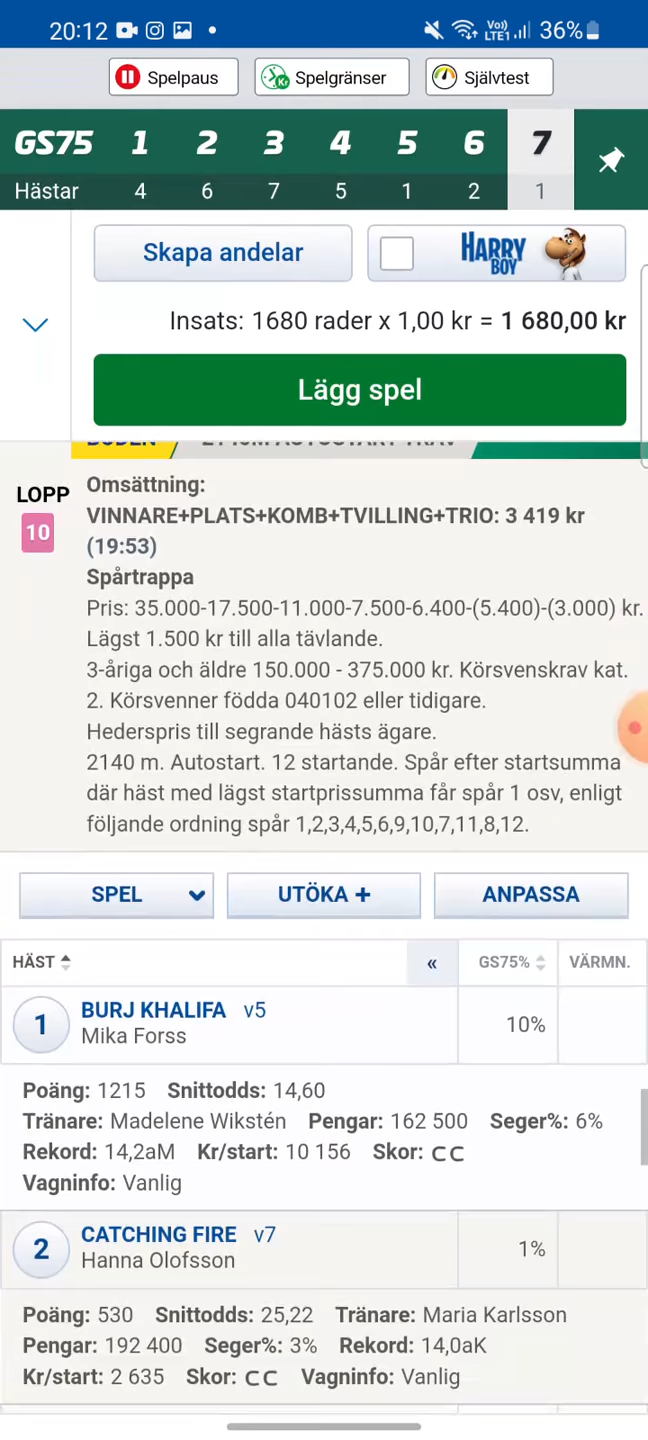 20:12 Vo) LTE1 36%
Spelpaus Spelgränser Självtest
GS75 1 2 3 4 5 6 7
Hästar 4 6 7 5 1 2 1
Skapa andelar HARRY BOY
Insats: 1680 rader x 1,00 kr = 1 680,00 kr
Lägg spel
LOPP
10
Omsättning:
VINNARE+PLATS+KOMB+TVILLING+TRIO: 3 419 kr
(19:53)
Spårtrappa
Pris: 35.000-17.500-11.000-7.500-6.400-(5.400)-(3.000) kr.
Lägst 1.500 kr till alla tävlande.
3-åriga och äldre 150.000 - 375.000 kr. Körsvenskrav kat.
2. Körsvenner födda 040102 eller tidigare.
Hederspris till segrande hästs ägare.
2140 m. Autostart. 12 startande. Spår efter startsumma
där häst med lägst startprissumma får spår 1 osv, enligt
följande ordning spår 1,2,3,4,5,6,9,10,7,11,8,12.
SPEL UTÖKA + ANPASSA
HÄST « GS75% VÄRMN.
1 BURJ KHALIFA v5 10%
Mika Forss
Poäng: 1215 Snittodds: 14,60
Tränare: Madelene Wikstén Pengar: 162 500 Seger%: 6%
Rekord: 14,2aM Kr/start: 10 156 Skor: C C
Vagninfo: Vanlig
2 CATCHING FIRE v7 1%
Hanna Olofsson
Poäng: 530 Snittodds: 25,22 Tränare: Maria Karlsson
Pengar: 192 400 Seger%: 3% Rekord: 14,0aK
Kr/start: 2 635 Skor: C C Vagninfo: Vanlig